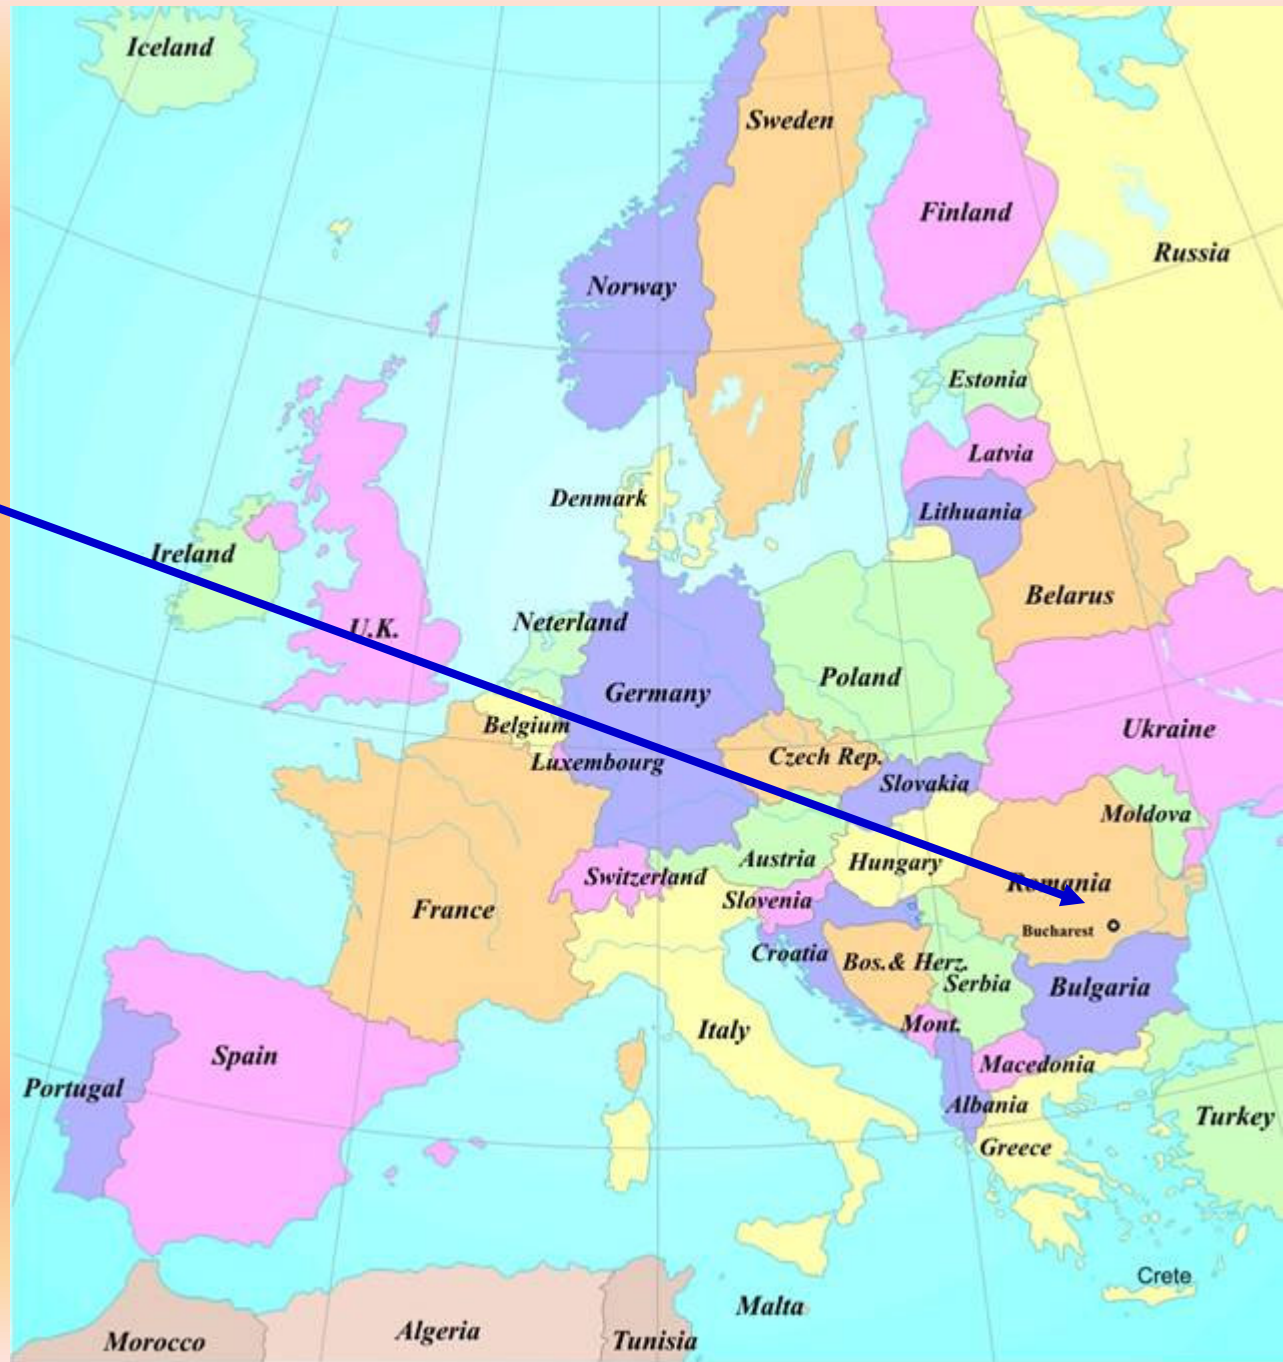 Iceland
Sweden
Finland
Russia
Norway
Estonia
Latvia
Denmark
Lithuania
Ireland
Belarus
Neterland
U.K.
Poland
Germany
Belgium
Ukraine
Czech Rep.
Luxembourg
Slovakia
Moldova
Austria
Hungary
Switzerland
Romania
Slovenia
France
Bucharest
Croatia
Bos.& Herz.
Serbia
Bulgaria
Mont.
Italy
Spain
Macedonia
Portugal
Albania
Turkey
Greece
Crete
Malta
Algeria
Morocco
Tunisia